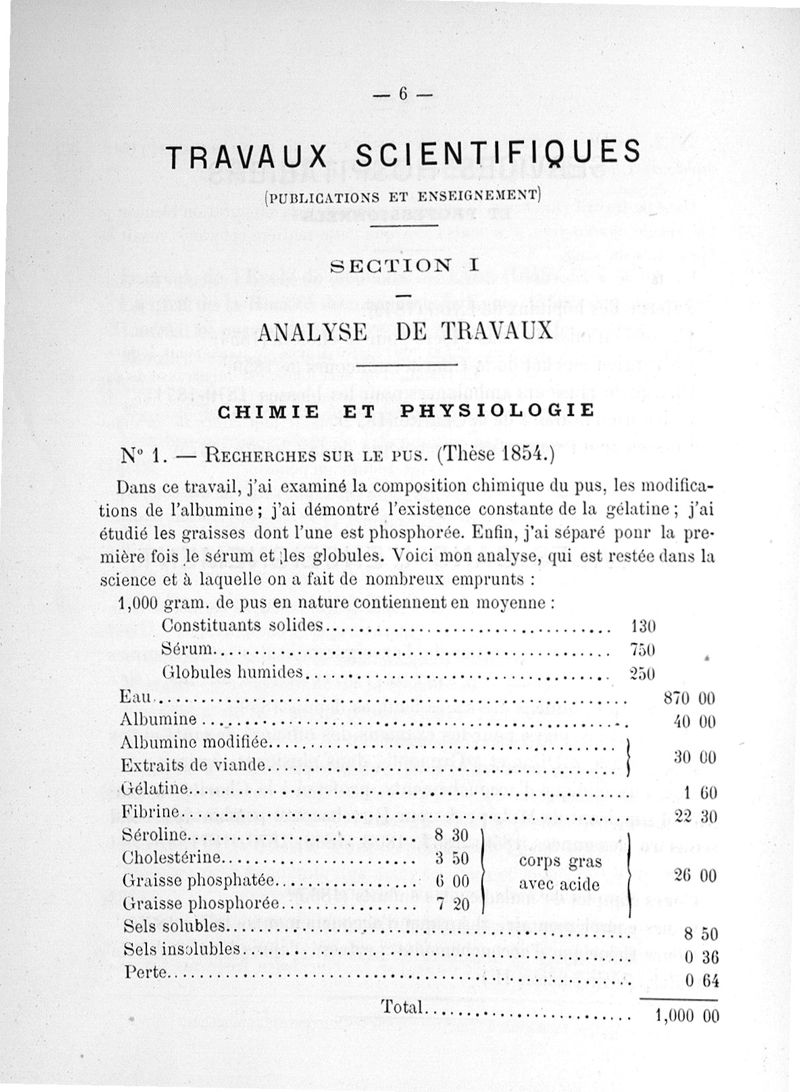 — 6 —
TRAVAUX SCIENTIFIQUES
(PUBLICATIONS ET ENSEIGNEMENT)
SECTION I
ANALYSE DE TRAVAUX
CHIMIE ET PHYSIOLOGIE
N° 1. — RECHERCHES SUR LE PUS. (Thèse 1854.)
Dans ce travail, j'ai examiné la composition chimique du pus, les modifica-
tions de l'albumine; j'ai démontré l'existence constante de la gélatine; j'ai
étudié les graisses dont l'une est phosphorée. Enfin, j'ai séparé pour la pre-
mière fois le sérum et les globules. Voici mon analyse, qui est restée dans la
science et à laquelle on a fait de nombreux emprunts :
1,000 gram. de pus en nature contiennent en moyenne :
Constituants solides.................................. 130
Sérum.................................. 750
Globules humides.................................. 250
Eau.................................. 870 00
Albumine.................................. 40 00
Albumine modifiée..................................
Extraits de viande.................................. } 30 00
Gélatine.................................. 1 60
Fibrine.................................. 22 30
Séroline.................... 8 30
Cholestérine.................... 3 50 corps gras
Graisse phosphatée.................... 6 00 avec acide 26 00
Graisse phosphorée.................... 7 20
Sels solubles.................................. 8 50
Sels insolubles.................................. 0 36
Perte.................................. 0 64
Total........................ 1,000 00